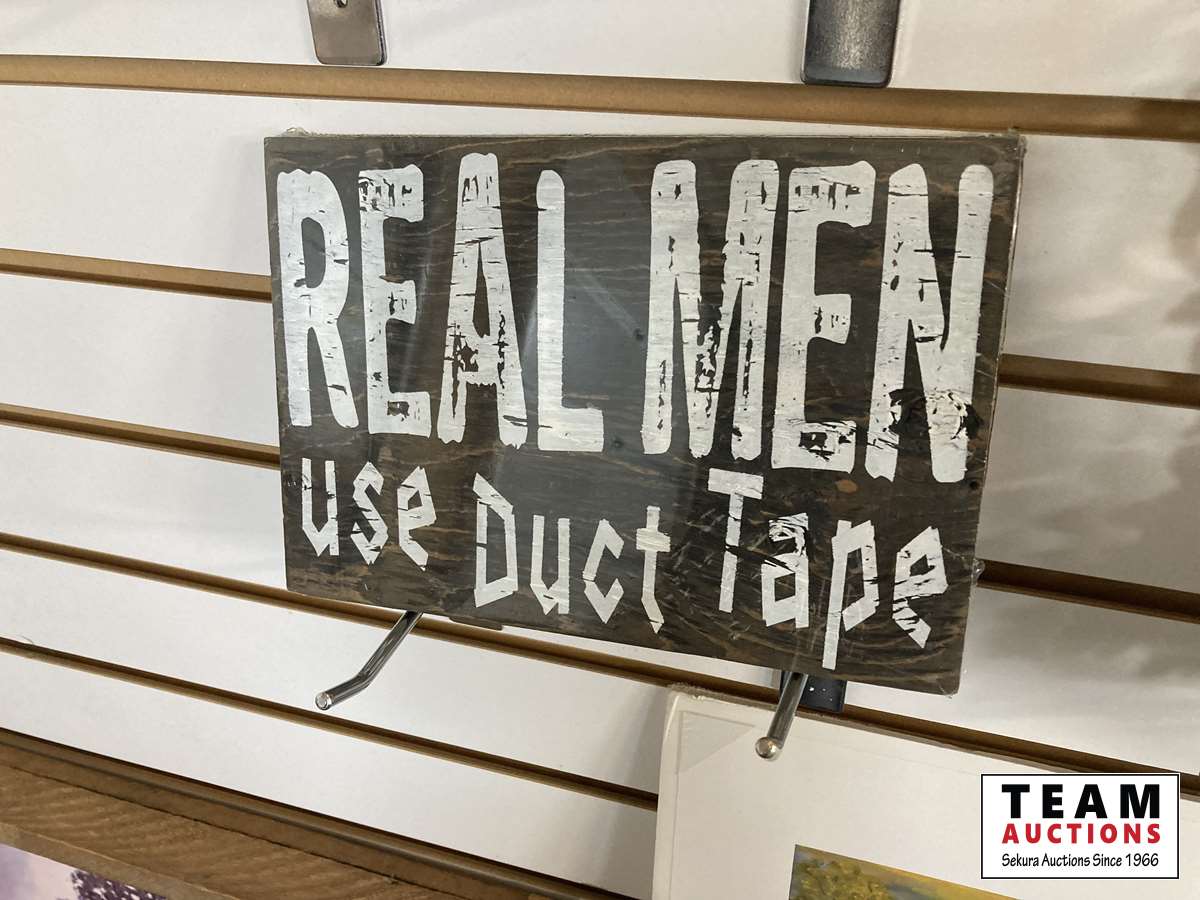 REAL MEN
use Duct Tape
TEAM
AUCTIONS
Sekura Auctions Since 1966